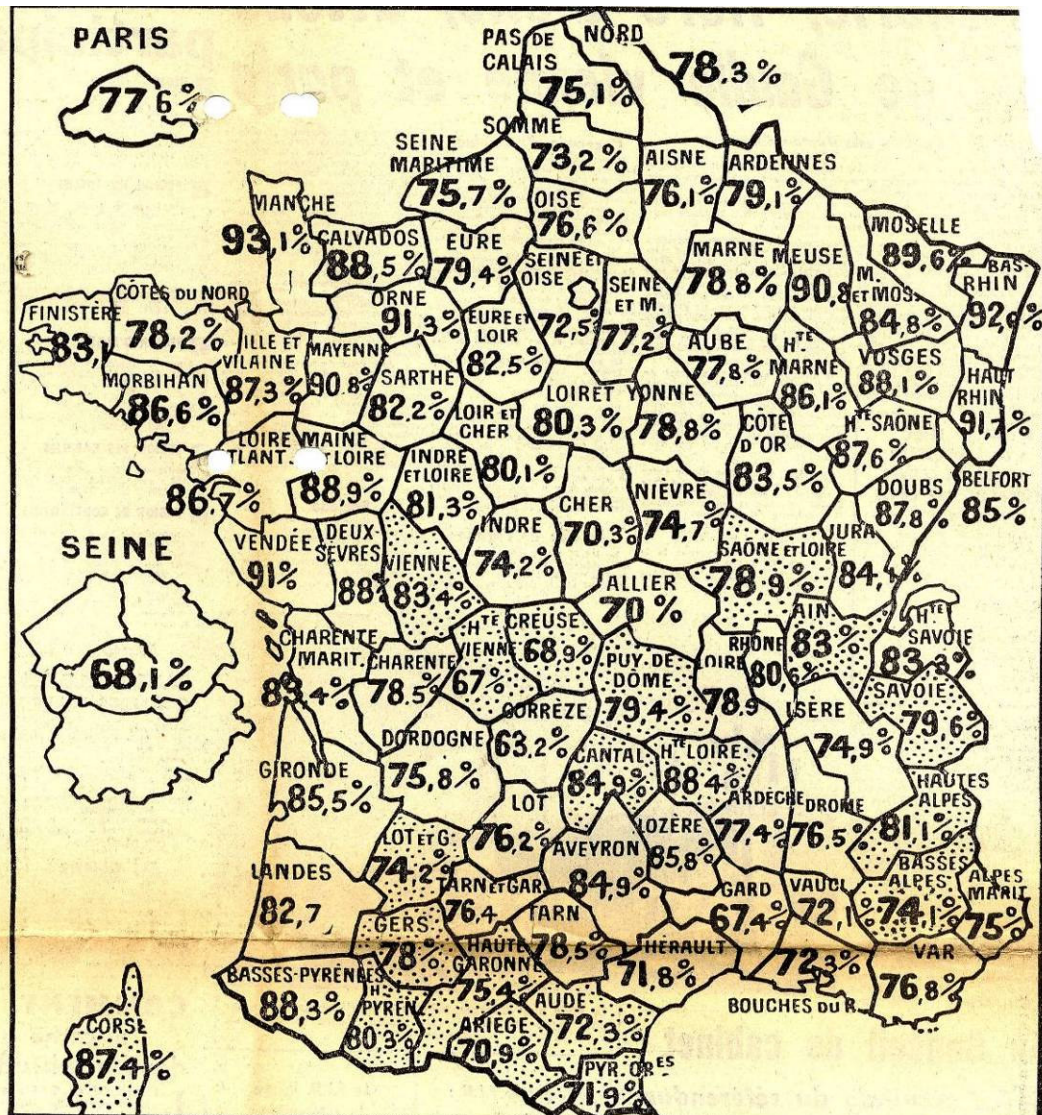 PARIS
77,6%
PAS DE
CALAIS
75,1%
NORD
78,3%
SOMME
73,2%
SEINE
MARITIME
75,7%
OISE
76,6%
AISNE
76,1%
ARDENNES
79,1%
MANCHE
93,1%
CALVADOS
88,5%
EURE
79,4%
SEINE ET
OISE
72,5%
SEINE
ET M.
77,2%
MARNE
78.8%
MEUSE
90,8
MOSELLE
89,6%
M.
ET MOS.
84,8%
BAS-
RHIN
FINISTÈRE
83,1
CÔTES DU NORD
78,2%
MORBIHAN
86,6%
ILLE ET
VILAINE
87,3%
MAYENNE
90.8%
ORNE
91,3%
SARTHE
82,2%
EURE ET
LOIR
82,5%
LOIR ET
CHER
80,1%
LOIRET
80,3%
YONNE
78,8%
AUBE
77,8%
HTE
MARNE
86,1%
VOSGES
88,1%
HAUT
RHIN
91,7%
LOIRE
ATLANT.
86,7%
MAINE
ET LOIRE
88,9%
INDRE
ET LOIRE
81,3%
CHER
70,3%
NIÈVRE
74,7%
CÔTE
D'OR
83,5%
HTE-SAÔNE
87,6%
DOUBS
87,8%
BELFORT
85%
SEINE
68,1%
VENDÉE
91%
DEUX-
SÈVRES
88%
VIENNE
83,4%
INDRE
74,2%
ALLIER
70%
SAÔNE ET LOIRE
78,9%
JURA
84,1%
CHARENTE
MARIT.
83,4%
CHARENTE
78,5%
HTE
VIENNE
67%
CREUSE
68,9%
PUY-DE-
DÔME
79,4%
LOIRE
78,9
RHÔNE
80,6%
AIN
83%
HTE
SAVOIE
83,3%
SAVOIE
79,6%
GIRONDE
85,5%
DORDOGNE
75,8%
CORRÈZE
63,2%
CANTAL
84,9%
HTE LOIRE
88,4%
ISÈRE
74,9%
LOT
76,2%
AVEYRON
84,9%
LOZÈRE
85,8%
ARDÈCHE
77,4%
DROME
76,5%
HAUTES
ALPES
81,1%
LANDES
82,7
LOT ET G.
74,2%
TARN ET GAR.
76,4
TARN
78,5%
GARD
67,4%
VAUCL.
72,1
BASSES
ALPES
74,1%
ALPES
MARIT.
75%
GERS
78%
HAUTE
GARONNE
75,4%
HÉRAULT
71,8%
72,3%
BOUCHES DU R.
VAR
76,8%
BASSES-PYRÉNÉES
88,3%
HTES
PYREN.
80,3%
ARIÈGE
70,9%
AUDE
72,3%
PYR. ORES
71,9%
CORSE
87,4%